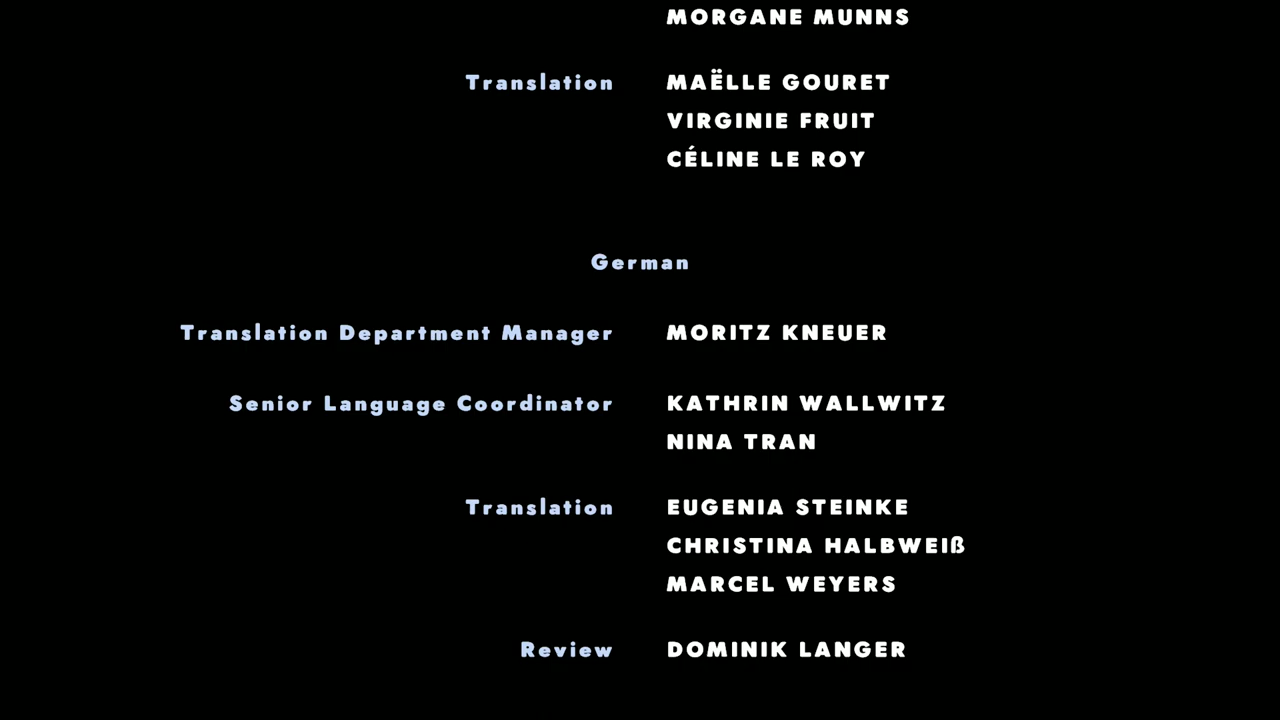 MORGANE MUNNS
Translation MAËLLE GOURET
VIRGINIE FRUIT
CÉLINE LE ROY
German
Translation Department Manager MORITZ KNEUER
Senior Language Coordinator KATHRIN WALLWITZ
NINA TRAN
Translation EUGENIA STEINKE
CHRISTINA HALBWEIß
MARCEL WEYERS
Review DOMINIK LANGER